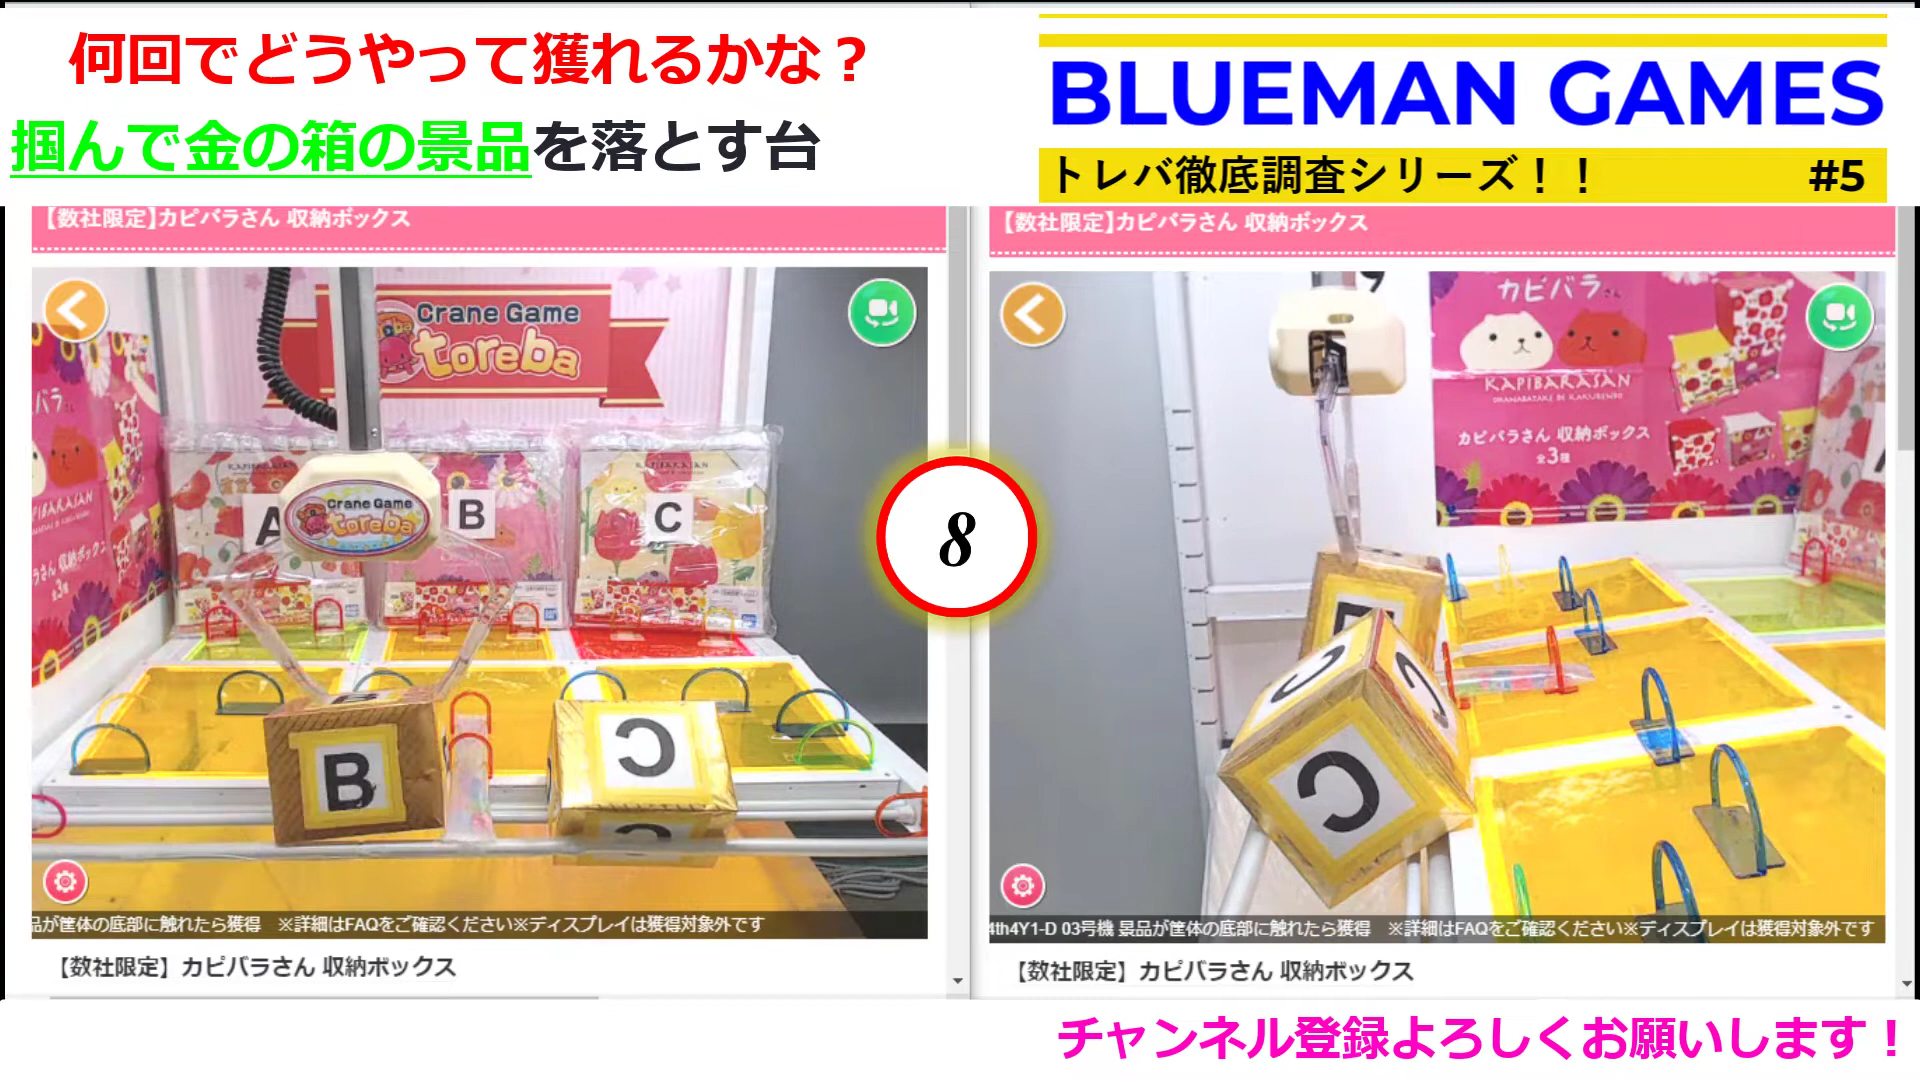 何回でどうやって獲れるかな？
掴んで金の箱の景品を落とす台
BLUEMAN GAMES
トレバ徹底調査シリーズ！！ #5
【数社限定】カピバラさん 収納ボックス
Crane Game
toreba
KAPIBARASAN
KAPIBARASAN
A
B
C
Crane Game
toreba
B
C
品が筐体の底部に触れたら獲得　※詳細はFAQをご確認ください※ディスプレイは獲得対象外です
【数社限定】カピバラさん 収納ボックス
8
【数社限定】カピバラさん 収納ボックス
カピバラさん
KAPIBARASAN
カピバラさん 収納ボックス
全3種
B
C
C
C
4th4Y1-D 03号機 景品が筐体の底部に触れたら獲得　※詳細はFAQをご確認ください※ディスプレイは獲得対象外です
【数社限定】カピバラさん 収納ボックス
チャンネル登録よろしくお願いします！